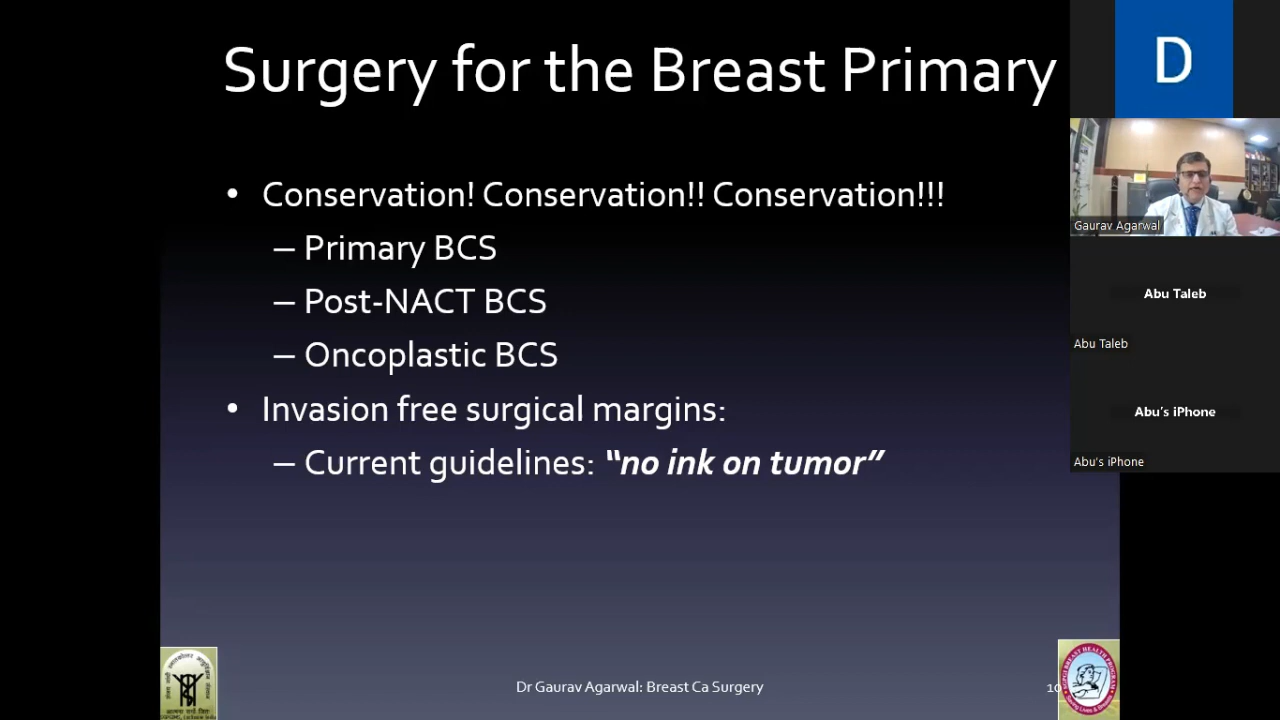 Surgery for the Breast Primary
• Conservation! Conservation!! Conservation!!!
– Primary BCS
– Post-NACT BCS
– Oncoplastic BCS
• Invasion free surgical margins:
– Current guidelines: “no ink on tumor”
Dr Gaurav Agarwal: Breast Ca Surgery
10
D
Gaurav Agarwal
Abu Taleb
Abu Taleb
Abu's iPhone
Abu's iPhone